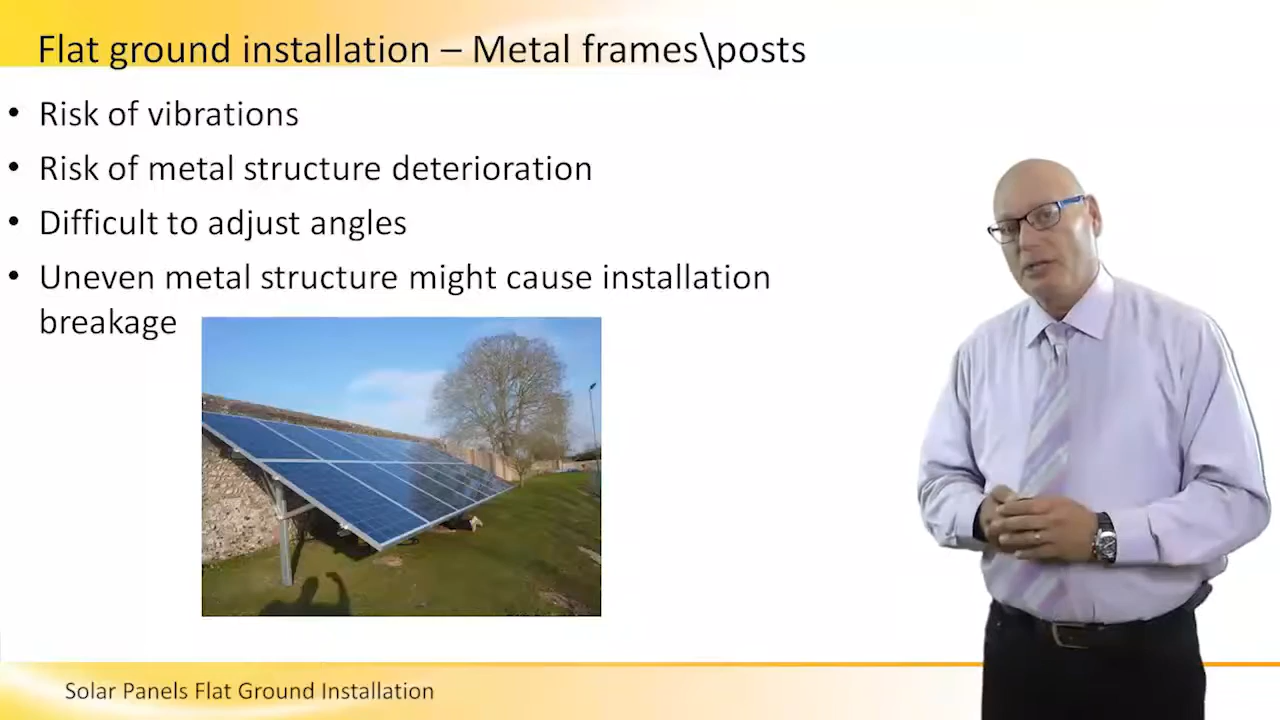 Flat ground installation – Metal frames\posts
• Risk of vibrations
• Risk of metal structure deterioration
• Difficult to adjust angles
• Uneven metal structure might cause installation
breakage
Solar Panels Flat Ground Installation